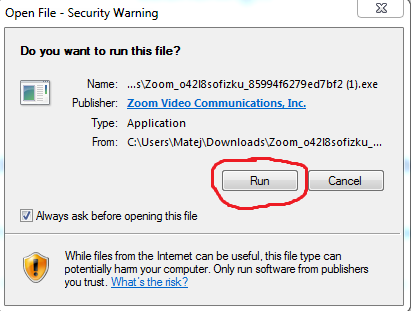 Open File - Security Warning
Do you want to run this file?
Name: ...s\Zoom_o42l8sofizku_85994f6279ed7bf2 (1).exe
Publisher: Zoom Video Communications, Inc.
Type: Application
From: C:\Users\Matej\Downloads\Zoom_o42l8sofizku_...
Run Cancel
Always ask before opening this file
While files from the Internet can be useful, this file type can
potentially harm your computer. Only run software from publishers
you trust. What's the risk?